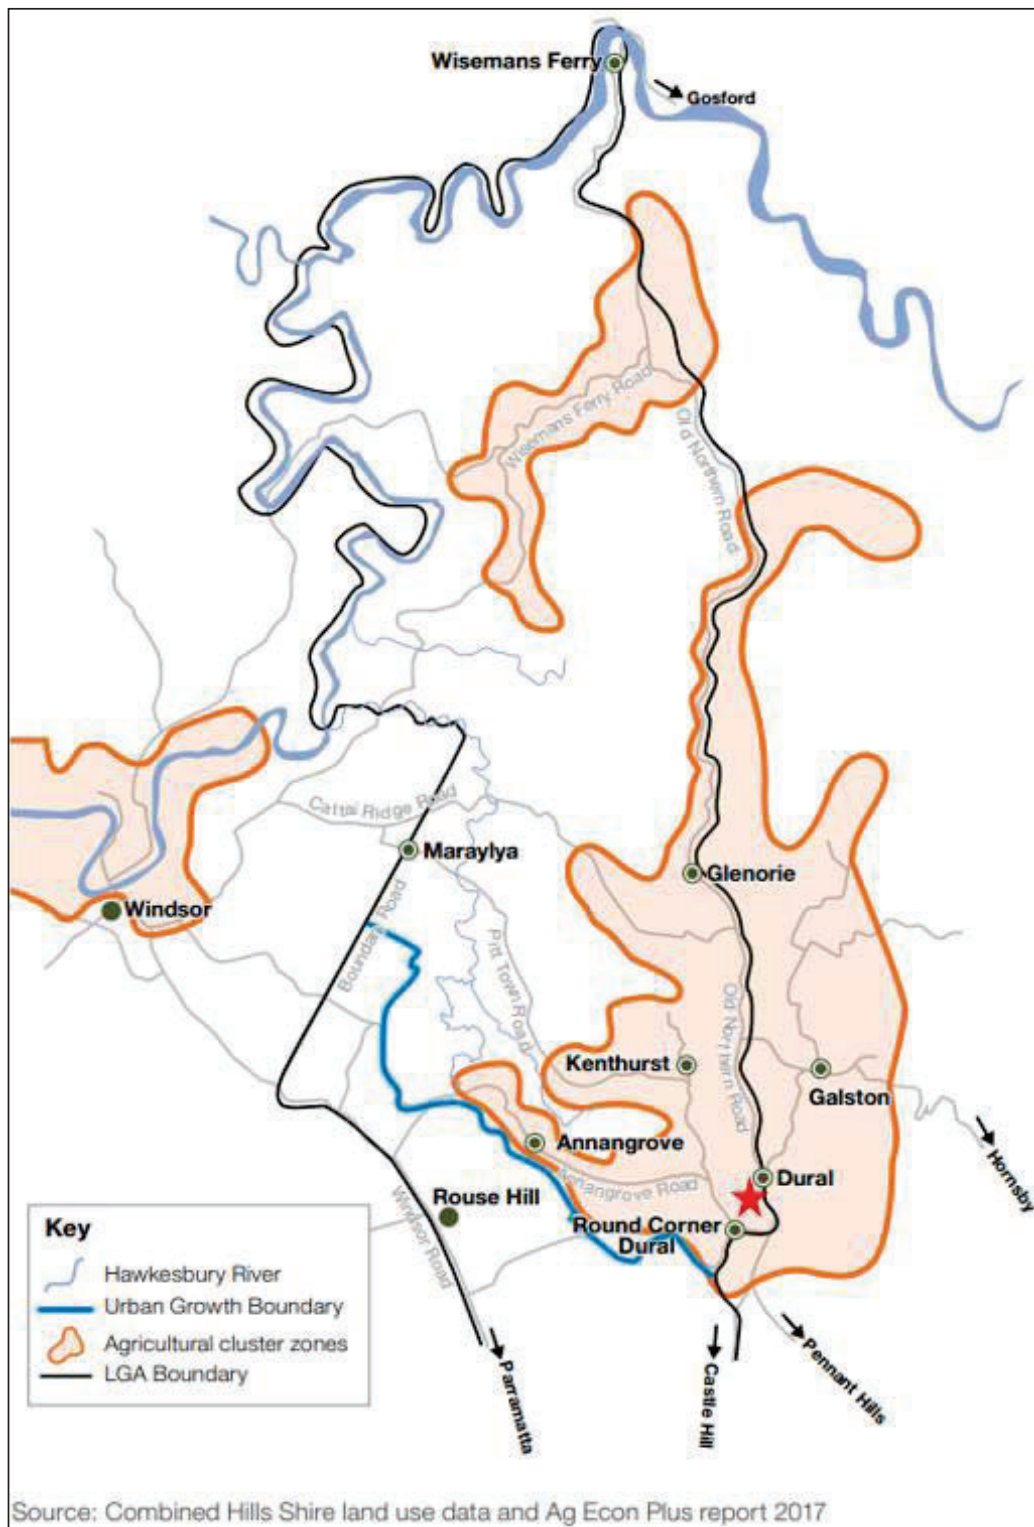 Wisemans Ferry
Gosford
Wisemans Ferry Road
Old Northern Road
Cattai Ridge Road
Maraylya
Glenorie
Windsor
Boundary Road
Pitt Town Road
Old Northern Road
Kenthurst
Galston
Hornsby
Annangrove
Annangrove Road
Dural
Rouse Hill
Round Corner
Dural
Windsor Road
Key
Hawkesbury River
Urban Growth Boundary
Agricultural cluster zones
LGA Boundary
Parramatta
Castle Hill
Pennant Hills
Source: Combined Hills Shire land use data and Ag Econ Plus report 2017